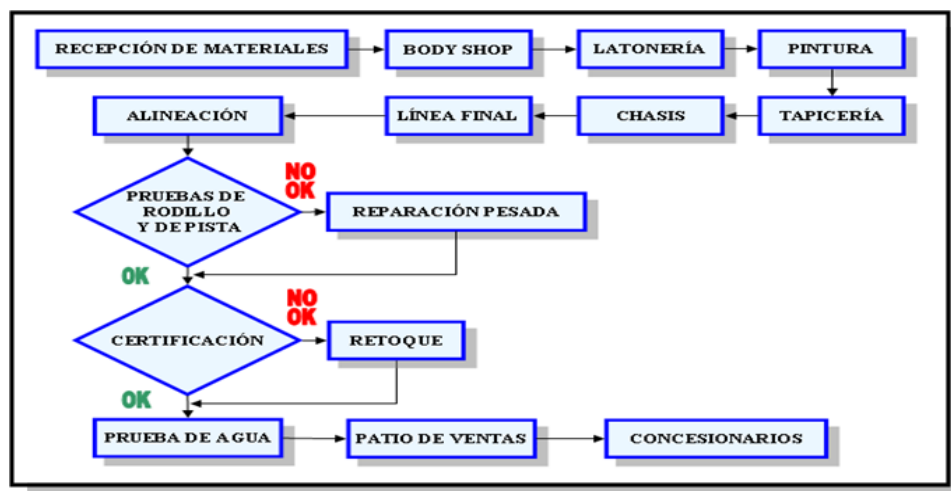 RECEPCIÓN DE MATERIALES
BODY SHOP
LATONERÍA
PINTURA
TAPICERÍA
CHASIS
LÍNEA FINAL
ALINEACIÓN
PRUEBAS DE
RODILLO
Y DE PISTA
NO
OK
REPARACIÓN PESADA
OK
CERTIFICACIÓN
NO
OK
RETOQUE
OK
PRUEBA DE AGUA
PATIO DE VENTAS
CONCESIONARIOS